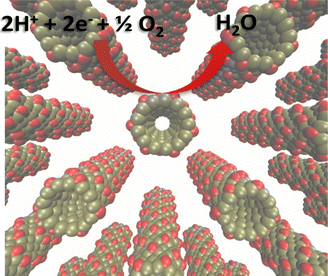 2H⁺ + 2e⁻ + ½ O₂
H₂O